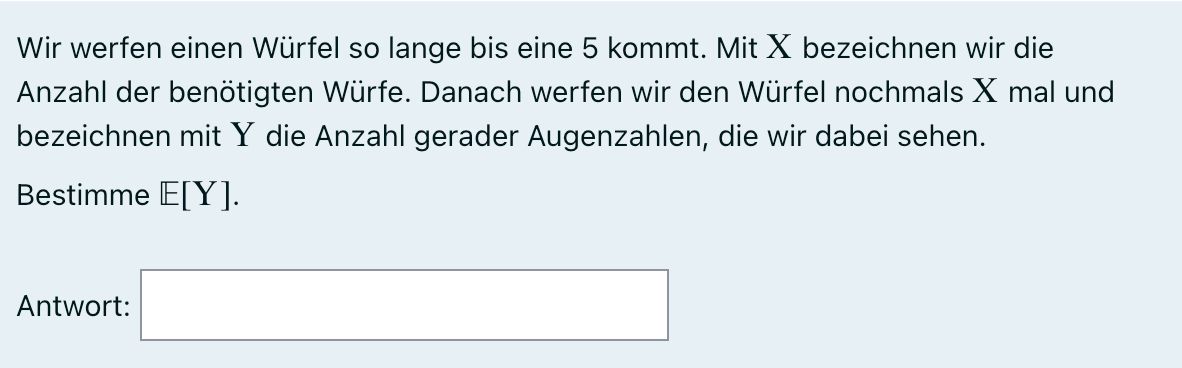 Wir werfen einen Würfel so lange bis eine 5 kommt. Mit X bezeichnen wir die
Anzahl der benötigten Würfe. Danach werfen wir den Würfel nochmals X mal und
bezeichnen mit Y die Anzahl gerader Augenzahlen, die wir dabei sehen.
Bestimme 𝔼[Y].
Antwort: